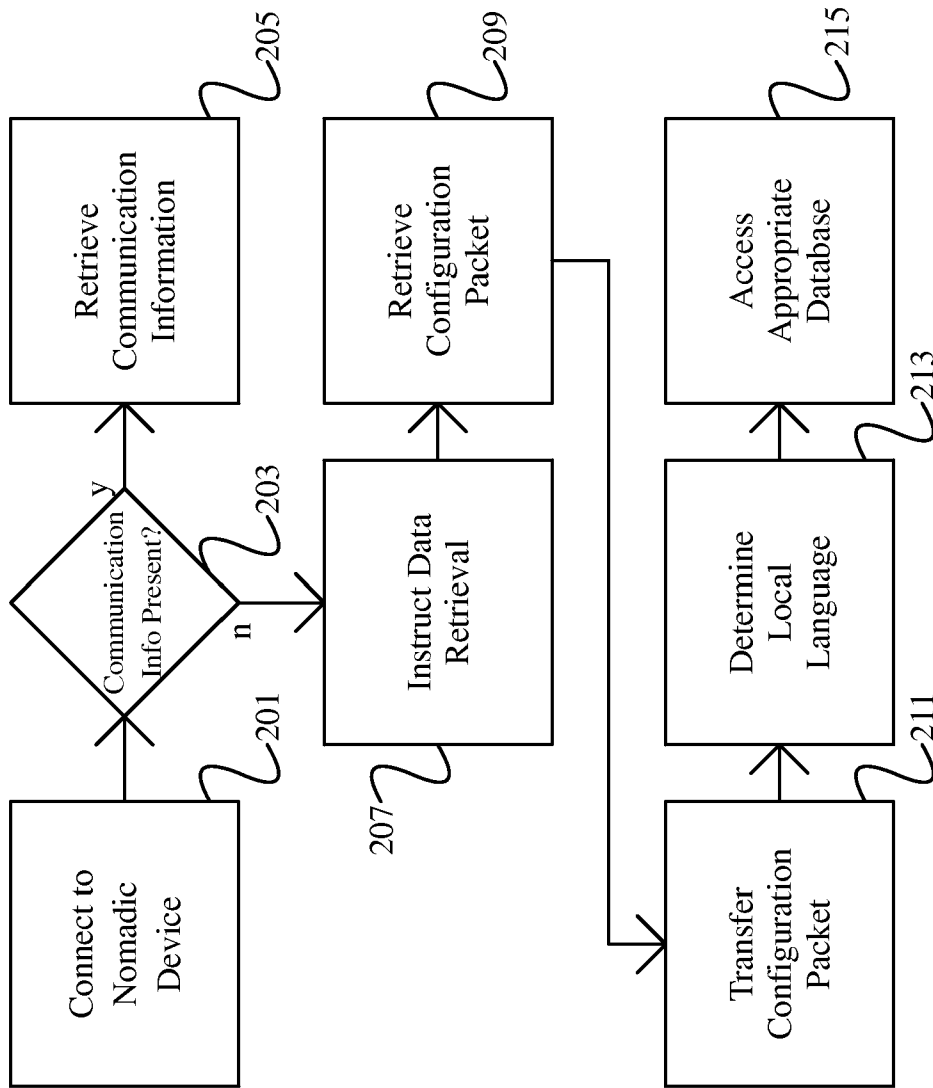 Connect to
Nomadic
Device
201
Communication
Info Present?
203
y
n
Retrieve
Communication
Information
205
Instruct Data
Retrieval
207
Retrieve
Configuration
Packet
209
Transfer
Configuration
Packet
211
Determine
Local
Language
213
Access
Appropriate
Database
215